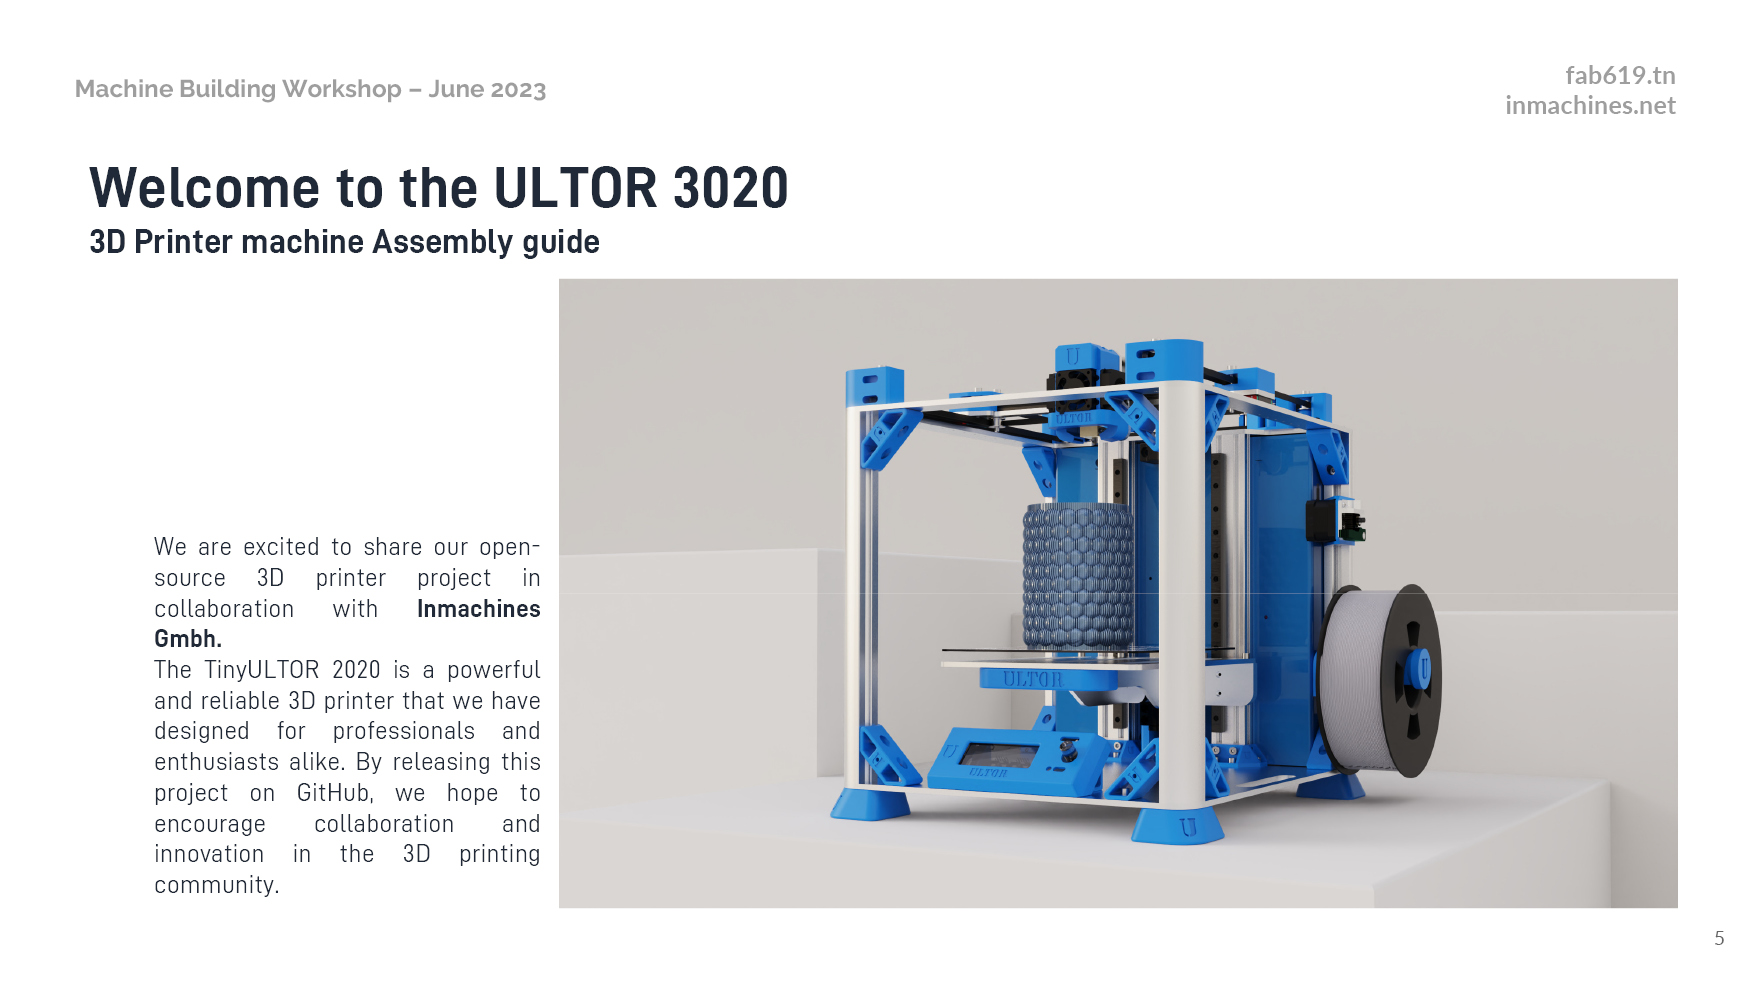 Machine Building Workshop – June 2023
fab619.tn
inmachines.net
Welcome to the ULTOR 3020
3D Printer machine Assembly guide
We are excited to share our open-
source 3D printer project in
collaboration with Inmachines
Gmbh.
The TinyULTOR 2020 is a powerful
and reliable 3D printer that we have
designed for professionals and
enthusiasts alike. By releasing this
project on GitHub, we hope to
encourage collaboration and
innovation in the 3D printing
community.
U
ULTOR
U
ULTOR
U
ULTOR
U
5